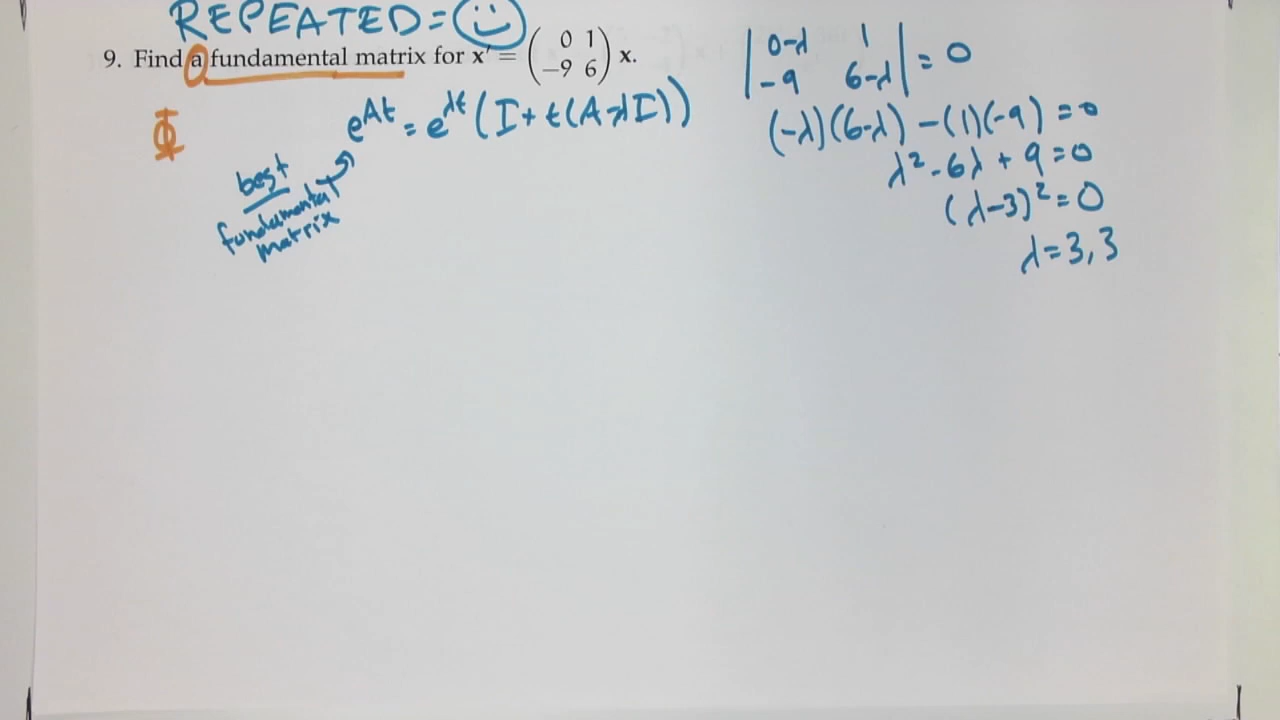 REPEATED = ☺
9. Find a fundamental matrix for x′ = ( 0 1
−9 6 ) x.
Φ
e^{At} = e^{λt} ( I + t(A-λI))
best
fundamental
matrix
| 0-λ 1
-9 6-λ | = 0
(-λ)(6-λ) - (1)(-9) = 0
λ² - 6λ + 9 = 0
(λ-3)² = 0
λ = 3, 3